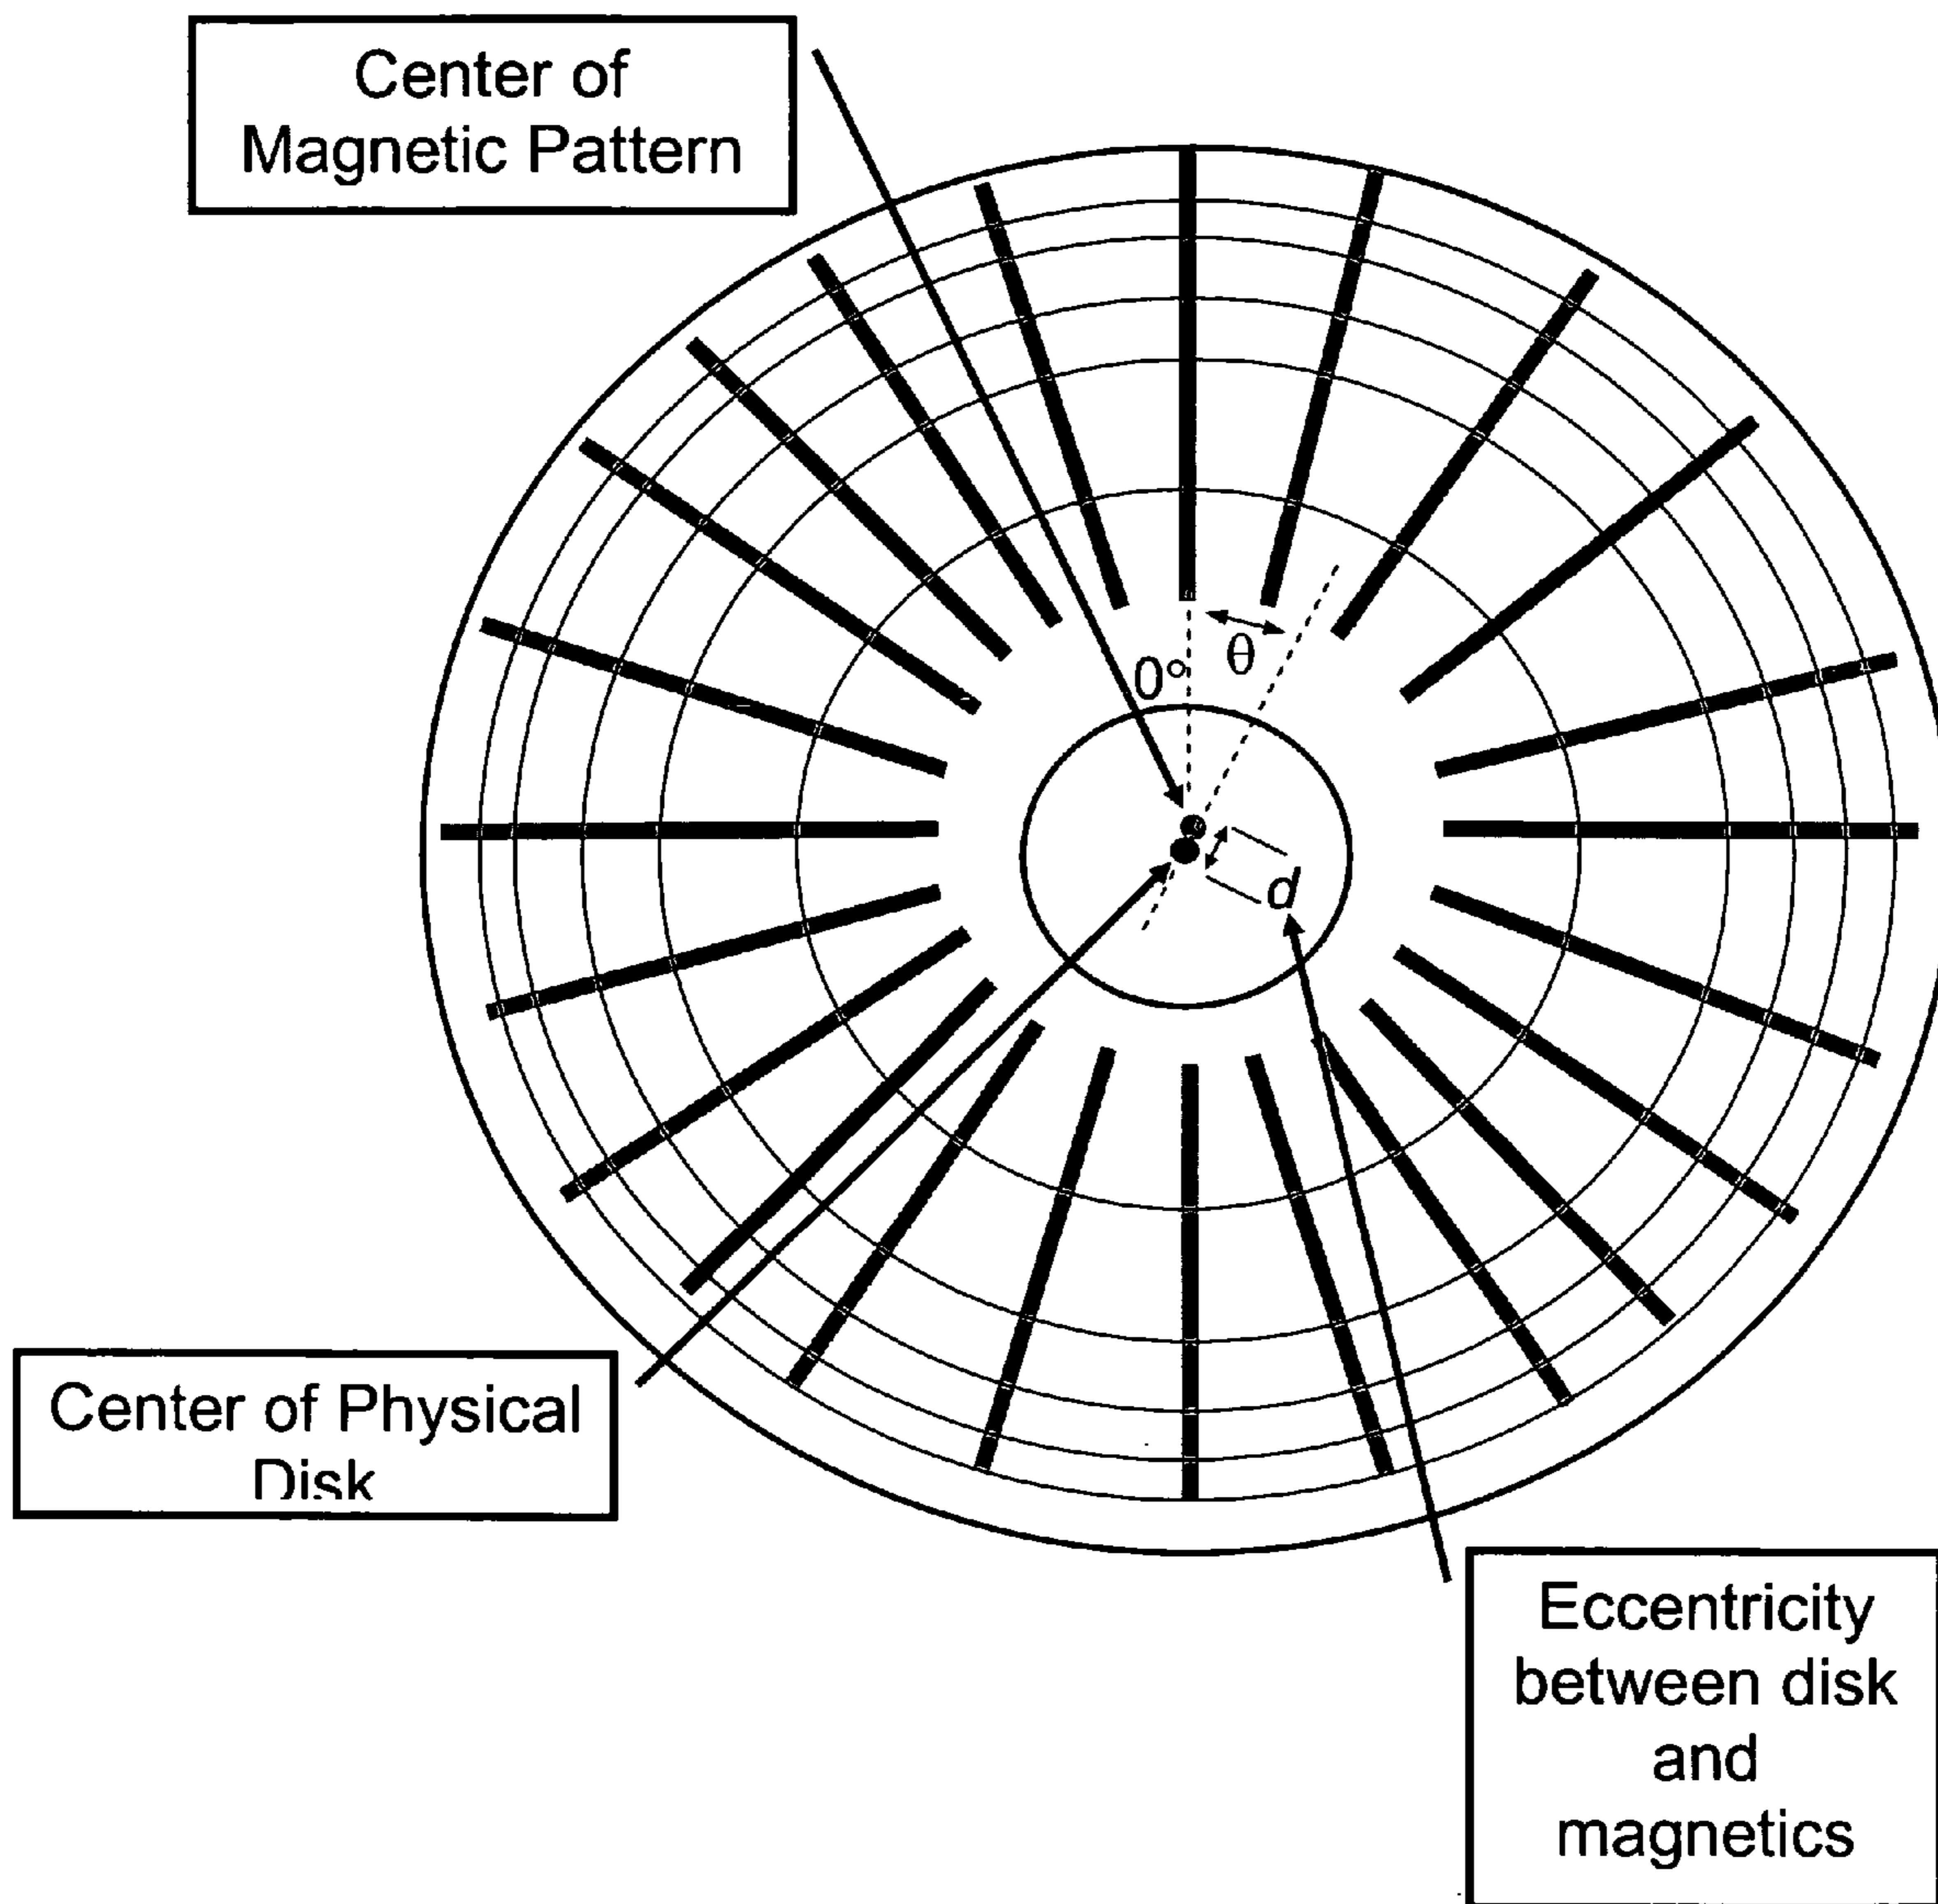 Center of
Magnetic Pattern
0°
θ
d
Center of Physical
Disk
Eccentricity
between disk
and
magnetics